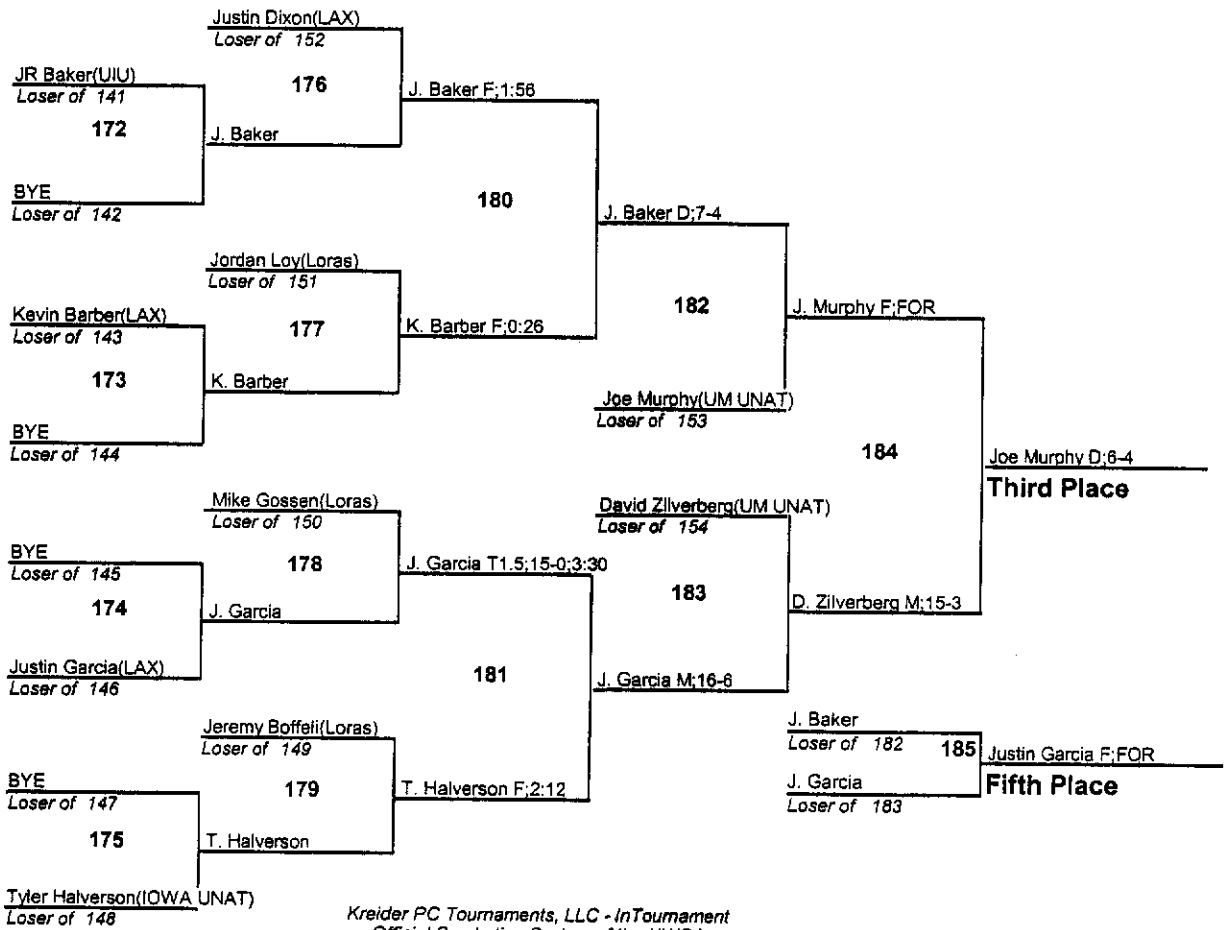 Justin Dixon(LAX)
Loser of 152
JR Baker(UIU)
Loser of 141
176
J. Baker F;1:56
172
J. Baker
BYE
Loser of 142
180
J. Baker D;7-4
Jordan Loy(Loras)
Loser of 151
Kevin Barber(LAX)
Loser of 143
177
K. Barber F;0:26
182
J. Murphy F;FOR
173
K. Barber
BYE
Loser of 144
Joe Murphy(UM UNAT)
Loser of 153
184
Joe Murphy D;6-4
Third Place
Mike Gossen(Loras)
Loser of 150
David Zilverberg(UM UNAT)
Loser of 154
BYE
Loser of 145
178
J. Garcia T1.5;15-0;3:30
174
J. Garcia
183
D. Zilverberg M;15-3
Justin Garcia(LAX)
Loser of 146
181
J. Garcia M;16-6
Jeremy Boffeli(Loras)
Loser of 149
J. Baker
Loser of 182
185
Justin Garcia F;FOR
Fifth Place
BYE
Loser of 147
179
T. Halverson F;2:12
J. Garcia
Loser of 183
175
T. Halverson
Tyler Halverson(IOWA UNAT)
Loser of 148
Kreider PC Tournaments, LLC - InTournament